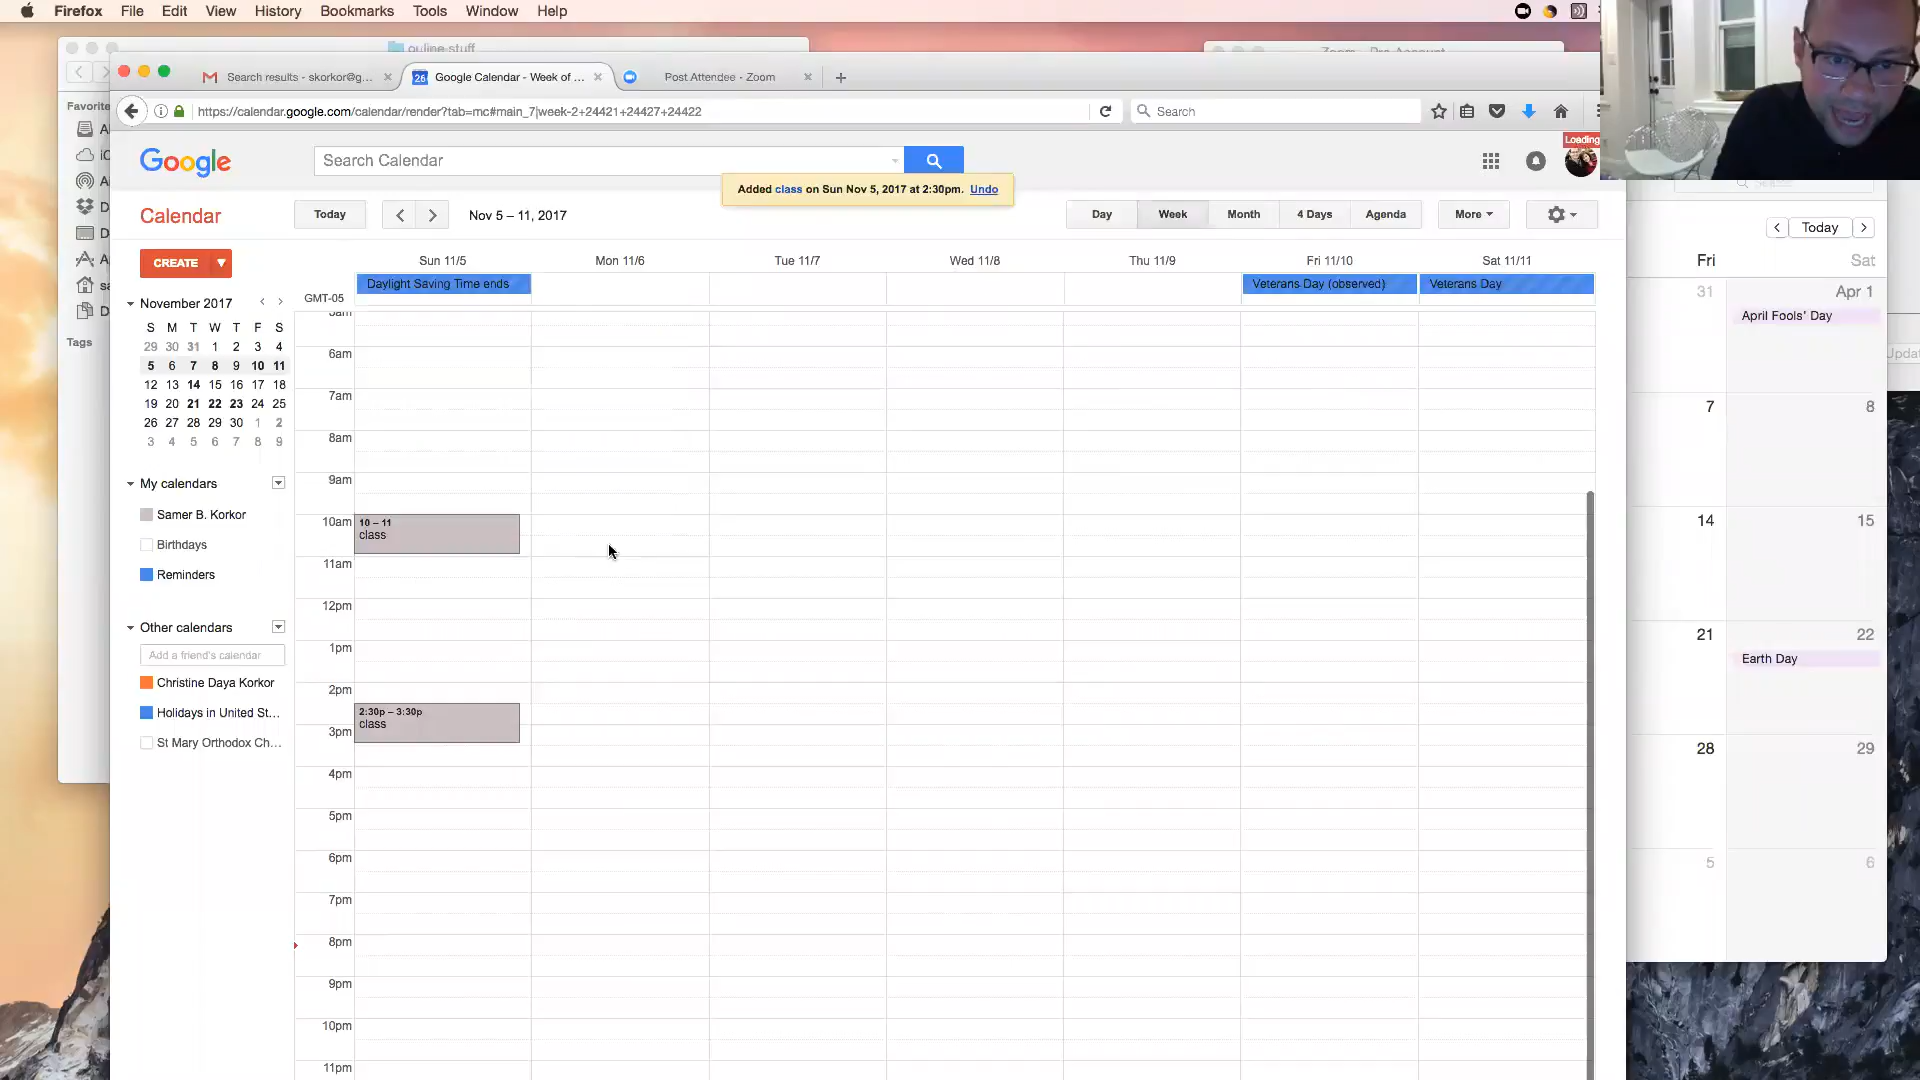 Firefox File Edit View History Bookmarks Tools Window Help
ouline stuff
Search results - skorkor@g...
Google Calendar - Week of ...
Post Attendee - Zoom
https://calendar.google.com/calendar/render?tab=mc#main_7|week-2+24421+24427+24422
Search
Favorite
Tags
Google
Search Calendar
Loading
Added class on Sun Nov 5, 2017 at 2:30pm. Undo
Calendar
Today
Nov 5 – 11, 2017
Day Week Month 4 Days Agenda More
CREATE
Sun 11/5 Mon 11/6 Tue 11/7 Wed 11/8 Thu 11/9 Fri 11/10 Sat 11/11
Daylight Saving Time ends
Veterans Day (observed)
Veterans Day
GMT-05
November 2017
S M T W T F S
29 30 31 1 2 3 4
5 6 7 8 9 10 11
12 13 14 15 16 17 18
19 20 21 22 23 24 25
26 27 28 29 30 1 2
3 4 5 6 7 8 9
My calendars
Samer B. Korkor
Birthdays
Reminders
Other calendars
Add a friend's calendar
Christine Daya Korkor
Holidays in United St...
St Mary Orthodox Ch...
6am
7am
8am
9am
10am
11am
12pm
1pm
2pm
3pm
4pm
5pm
6pm
7pm
8pm
9pm
10pm
11pm
10 – 11
class
2:30p – 3:30p
class
Today
Fri Sat
31 Apr 1
April Fools' Day
7 8
14 15
21 22
Earth Day
28 29
5 6